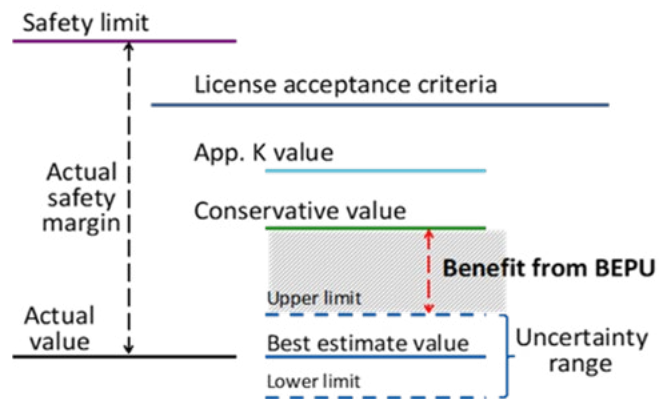 Safety limit
License acceptance criteria
App. K value
Actual
safety
margin
Conservative value
Benefit from BEPU
Upper limit
Actual
value
Best estimate value
Uncertainty
range
Lower limit